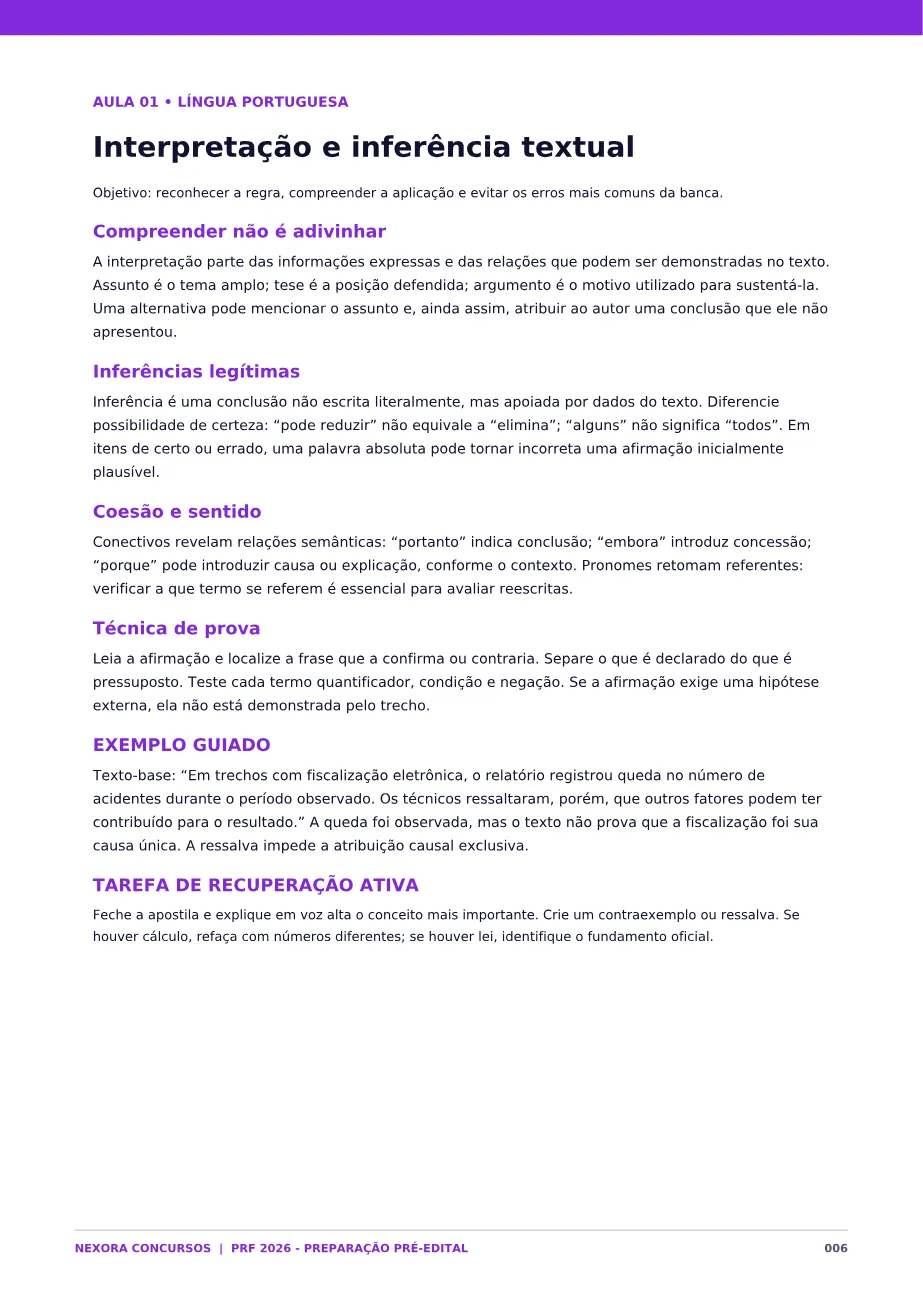 AULA 01 • LÍNGUA PORTUGUESA
Interpretação e inferência textual
Objetivo: reconhecer a regra, compreender a aplicação e evitar os erros mais comuns da banca.
Compreender não é adivinhar
A interpretação parte das informações expressas e das relações que podem ser demonstradas no texto.
Assunto é o tema amplo; tese é a posição defendida; argumento é o motivo utilizado para sustentá-la.
Uma alternativa pode mencionar o assunto e, ainda assim, atribuir ao autor uma conclusão que ele não
apresentou.
Inferências legítimas
Inferência é uma conclusão não escrita literalmente, mas apoiada por dados do texto. Diferencie
possibilidade de certeza: “pode reduzir” não equivale a “elimina”; “alguns” não significa “todos”. Em
itens de certo ou errado, uma palavra absoluta pode tornar incorreta uma afirmação inicialmente
plausível.
Coesão e sentido
Conectivos revelam relações semânticas: “portanto” indica conclusão; “embora” introduz concessão;
“porque” pode introduzir causa ou explicação, conforme o contexto. Pronomes retomam referentes:
verificar a que termo se referem é essencial para avaliar reescritas.
Técnica de prova
Leia a afirmação e localize a frase que a confirma ou contraria. Separe o que é declarado do que é
pressuposto. Teste cada termo quantificador, condição e negação. Se a afirmação exige uma hipótese
externa, ela não está demonstrada pelo trecho.
EXEMPLO GUIADO
Texto-base: “Em trechos com fiscalização eletrônica, o relatório registrou queda no número de
acidentes durante o período observado. Os técnicos ressaltaram, porém, que outros fatores podem ter
contribuído para o resultado.” A queda foi observada, mas o texto não prova que a fiscalização foi sua
causa única. A ressalva impede a atribuição causal exclusiva.
TAREFA DE RECUPERAÇÃO ATIVA
Feche a apostila e explique em voz alta o conceito mais importante. Crie um contraexemplo ou ressalva. Se
houver cálculo, refaça com números diferentes; se houver lei, identifique o fundamento oficial.
NEXORA CONCURSOS | PRF 2026 - PREPARAÇÃO PRÉ-EDITAL 006